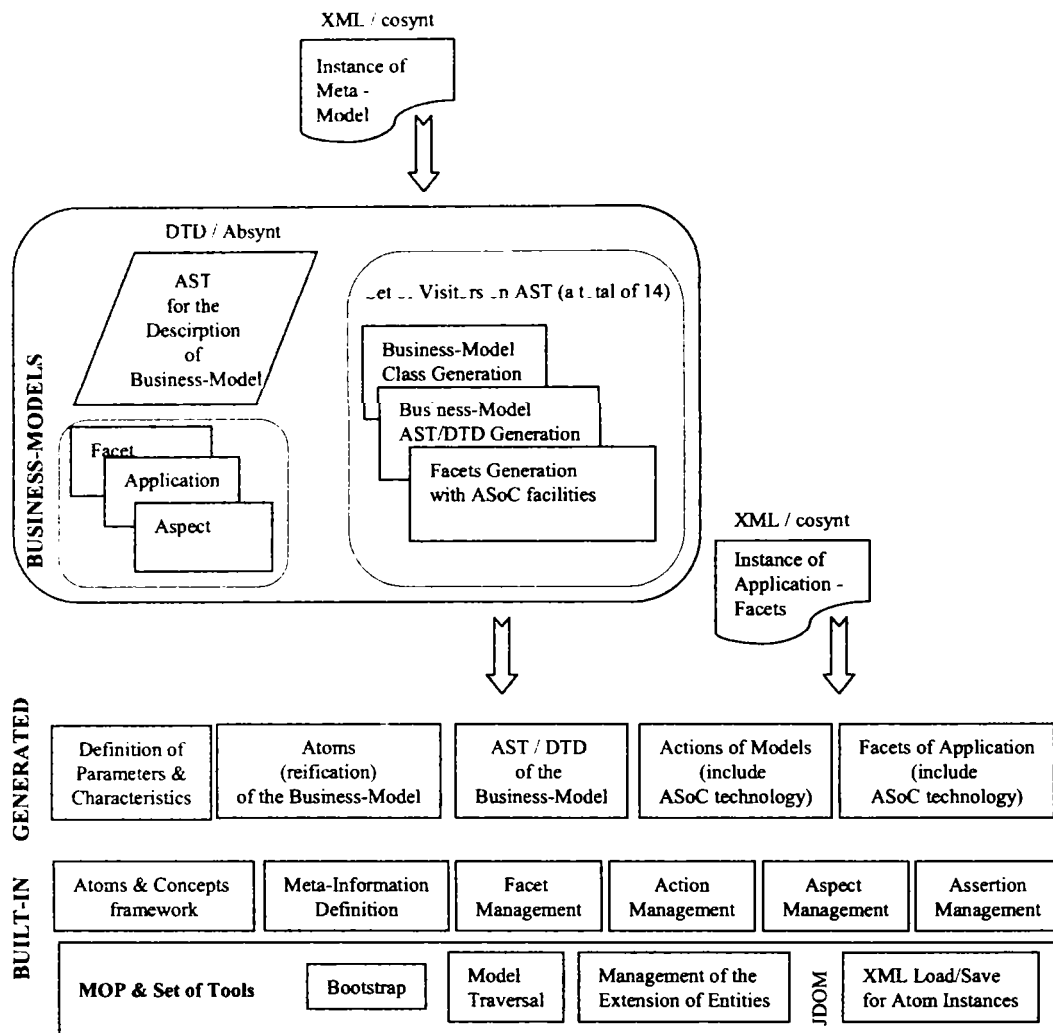 XML / cosynt
Instance of
Meta -
Model
BUSINESS-MODELS
DTD / Absynt
AST
for the
Descirption
of
Business-Model
Facet
Application
Aspect
Visitors on AST (a total of 14)
Business-Model
Class Generation
Business-Model
AST/DTD Generation
Facets Generation
with ASoC facilities
XML / cosynt
Instance of
Application -
Facets
GENERATED
Definition of
Parameters &
Characteristics
Atoms
(reification)
of the Business-Model
AST / DTD
of the
Business-Model
Actions of Models
(include
ASoC technology)
Facets of Application
(include
ASoC technology)
BUILT-IN
Atoms & Concepts
framework
Meta-Information
Definition
Facet
Management
Action
Management
Aspect
Management
Assertion
Management
MOP & Set of Tools
Bootstrap
Model
Traversal
Management of the
Extension of Entities
JDOM
XML Load/Save
for Atom Instances